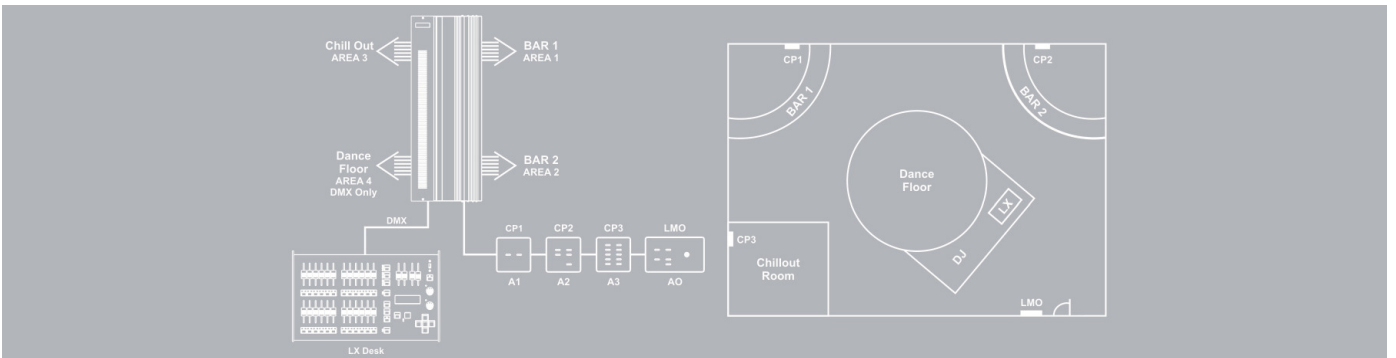 Chill Out
AREA 3
BAR 1
AREA 1
Dance
Floor
AREA 4
DMX Only
BAR 2
AREA 2
DMX
CP1
CP2
CP3
LMO
A1
A2
A3
AO
LX Desk
CP1
CP2
BAR 1
BAR 2
Dance
Floor
LX
DJ
CP3
Chillout
Room
LMO